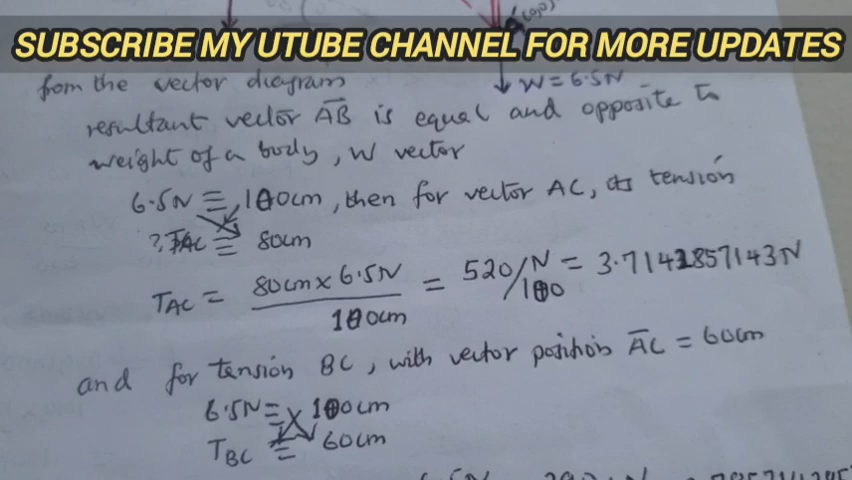 A(0,0)
SUBSCRIBE MY UTUBE CHANNEL FOR MORE UPDATES
W = 6.5N
from the vector diagram
resultant vector AB is equal and opposite to
weight of a body, W vector
6.5N ≡ 100cm, then for vector AC, its tension
?TAC ≡ 80cm
TAC = 80cm x 6.5N / 100cm = 520/100 N = 3.7142857143N
and for tension BC, with vector position AC = 60cm
6.5N ≡ 100cm
TBC ≡ 60cm